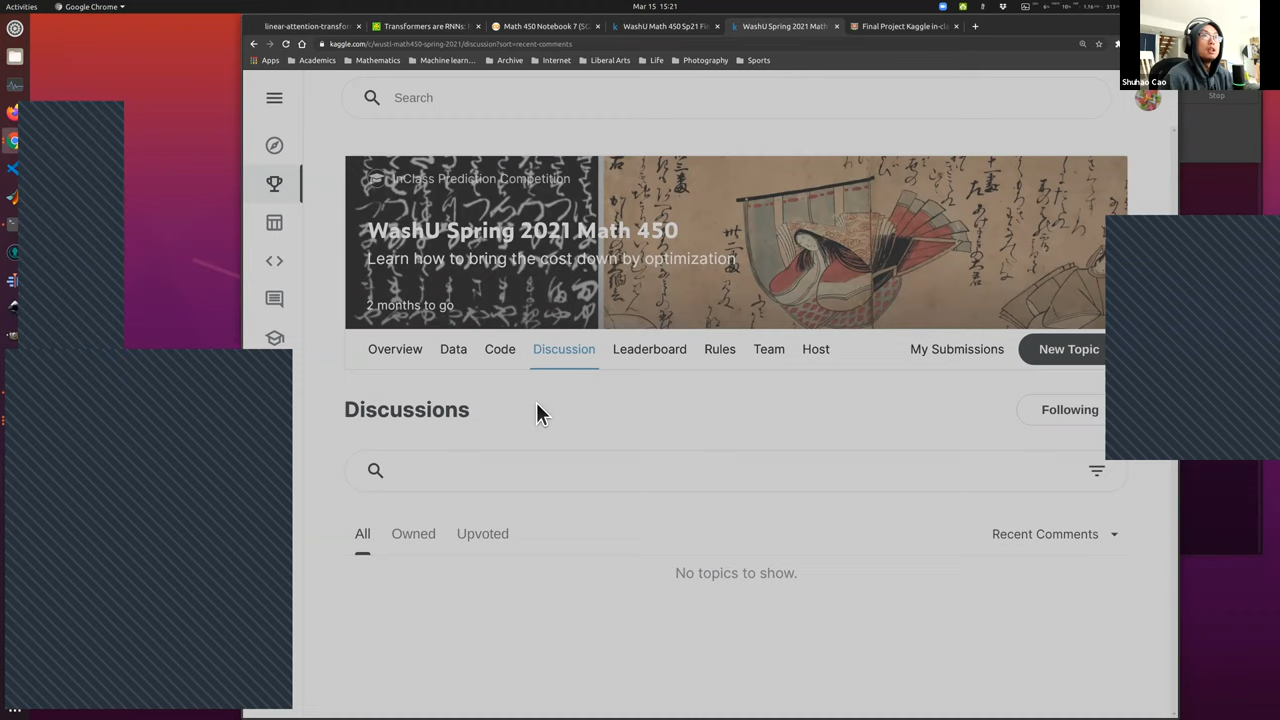 Activities
Google Chrome
Mar 15 15:21
linear-attention-transfor
Transformers are RNNs:
Math 450 Notebook 7 (SC
WashU Math 450 Sp21 Fi
WashU Spring 2021 Math
Final Project Kaggle in-cl
kaggle.com/c/wustl-math450-spring-2021/discussion?sort=recent-comments
Apps
Academics
Mathematics
Machine learn...
Archive
Internet
Liberal Arts
Life
Photography
Sports
Shuhao Cao
Stop
Search
InClass Prediction Competition
WashU Spring 2021 Math 450
Learn how to bring the cost down by optimization
2 months to go
Overview
Data
Code
Discussion
Leaderboard
Rules
Team
Host
My Submissions
New Topic
Discussions
Following
All
Owned
Upvoted
Recent Comments
No topics to show.